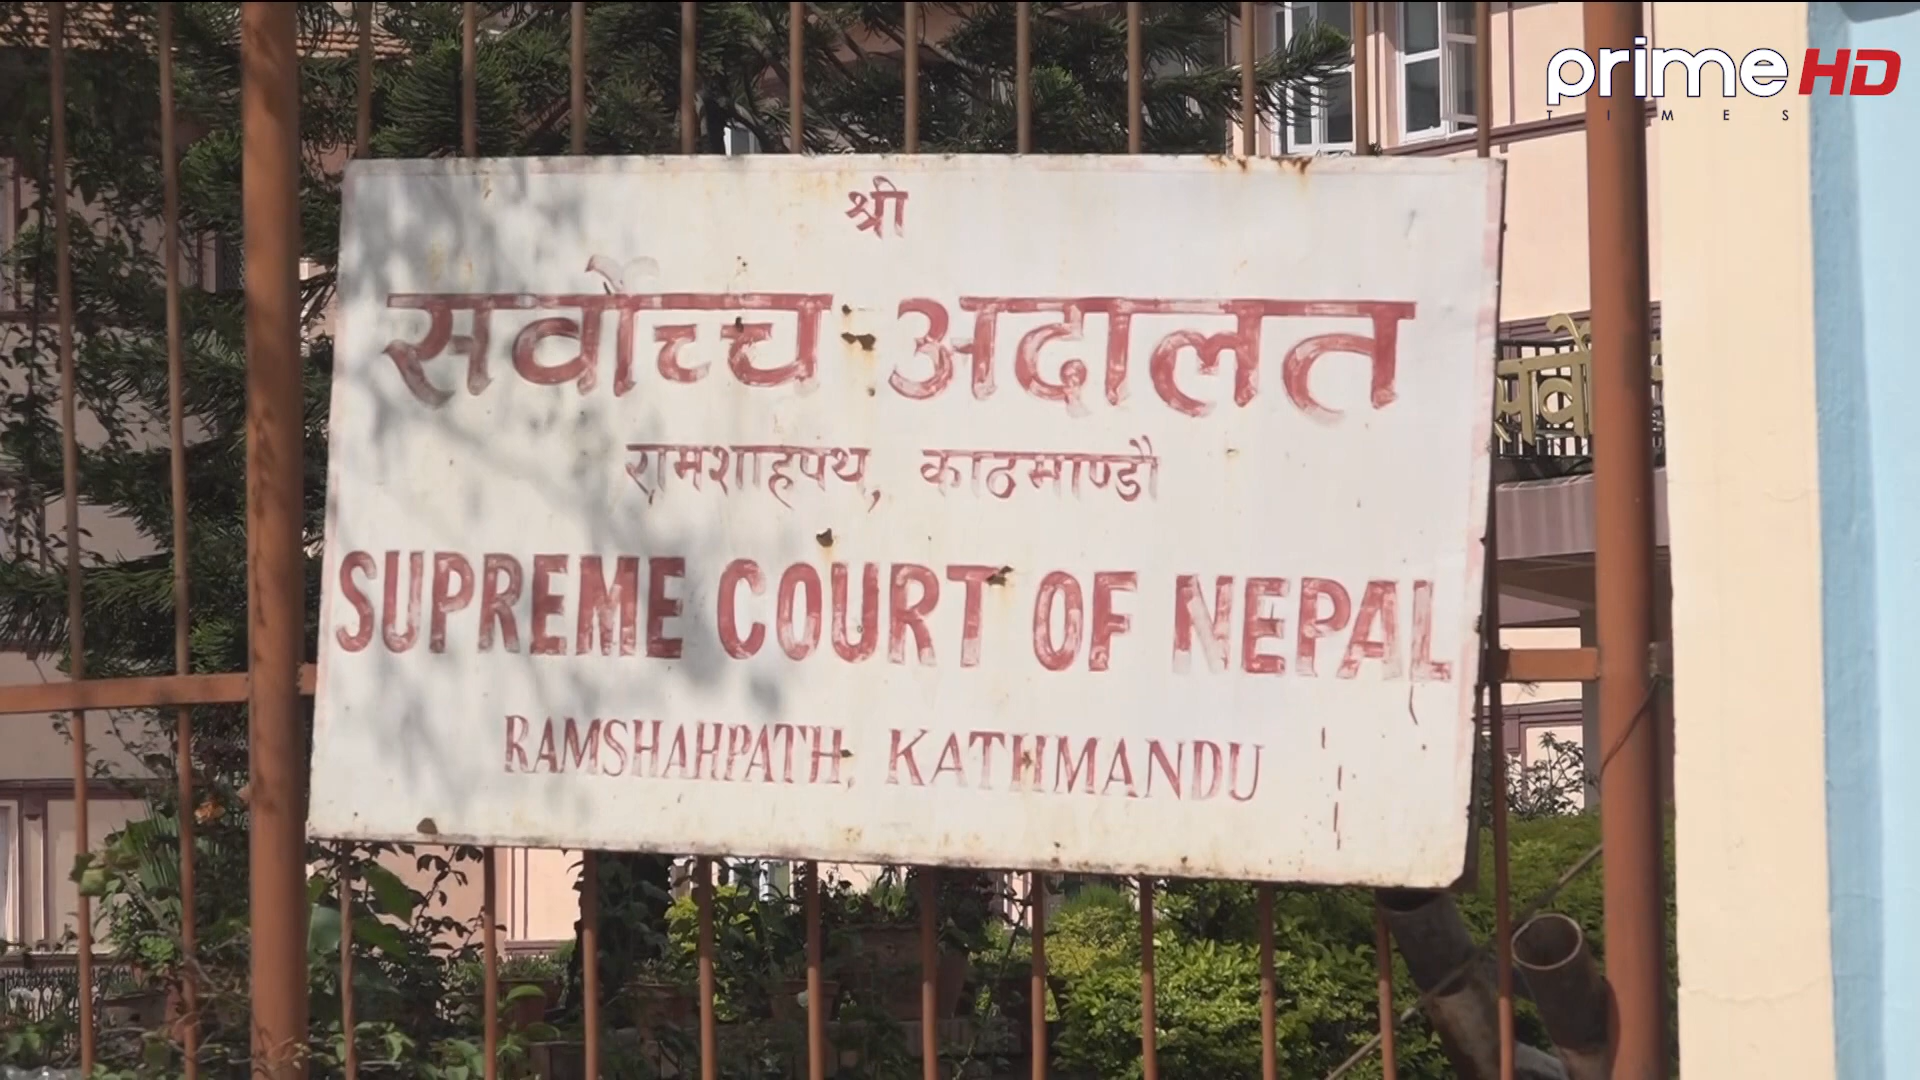 prime HD
TIMES
श्री
सर्वोच्च अदालत
रामशाहपथ, काठमाण्डौ
SUPREME COURT OF NEPAL
RAMSHAHPATH, KATHMANDU